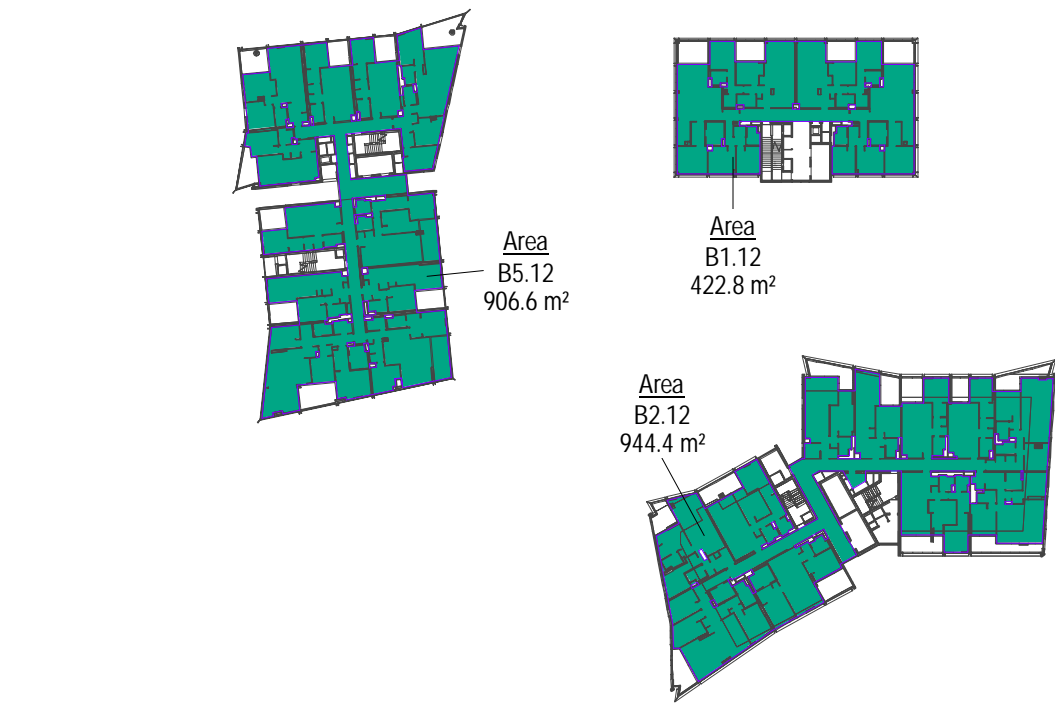 Area
B5.12
906.6 m²
Area
B1.12
422.8 m²
Area
B2.12
944.4 m²